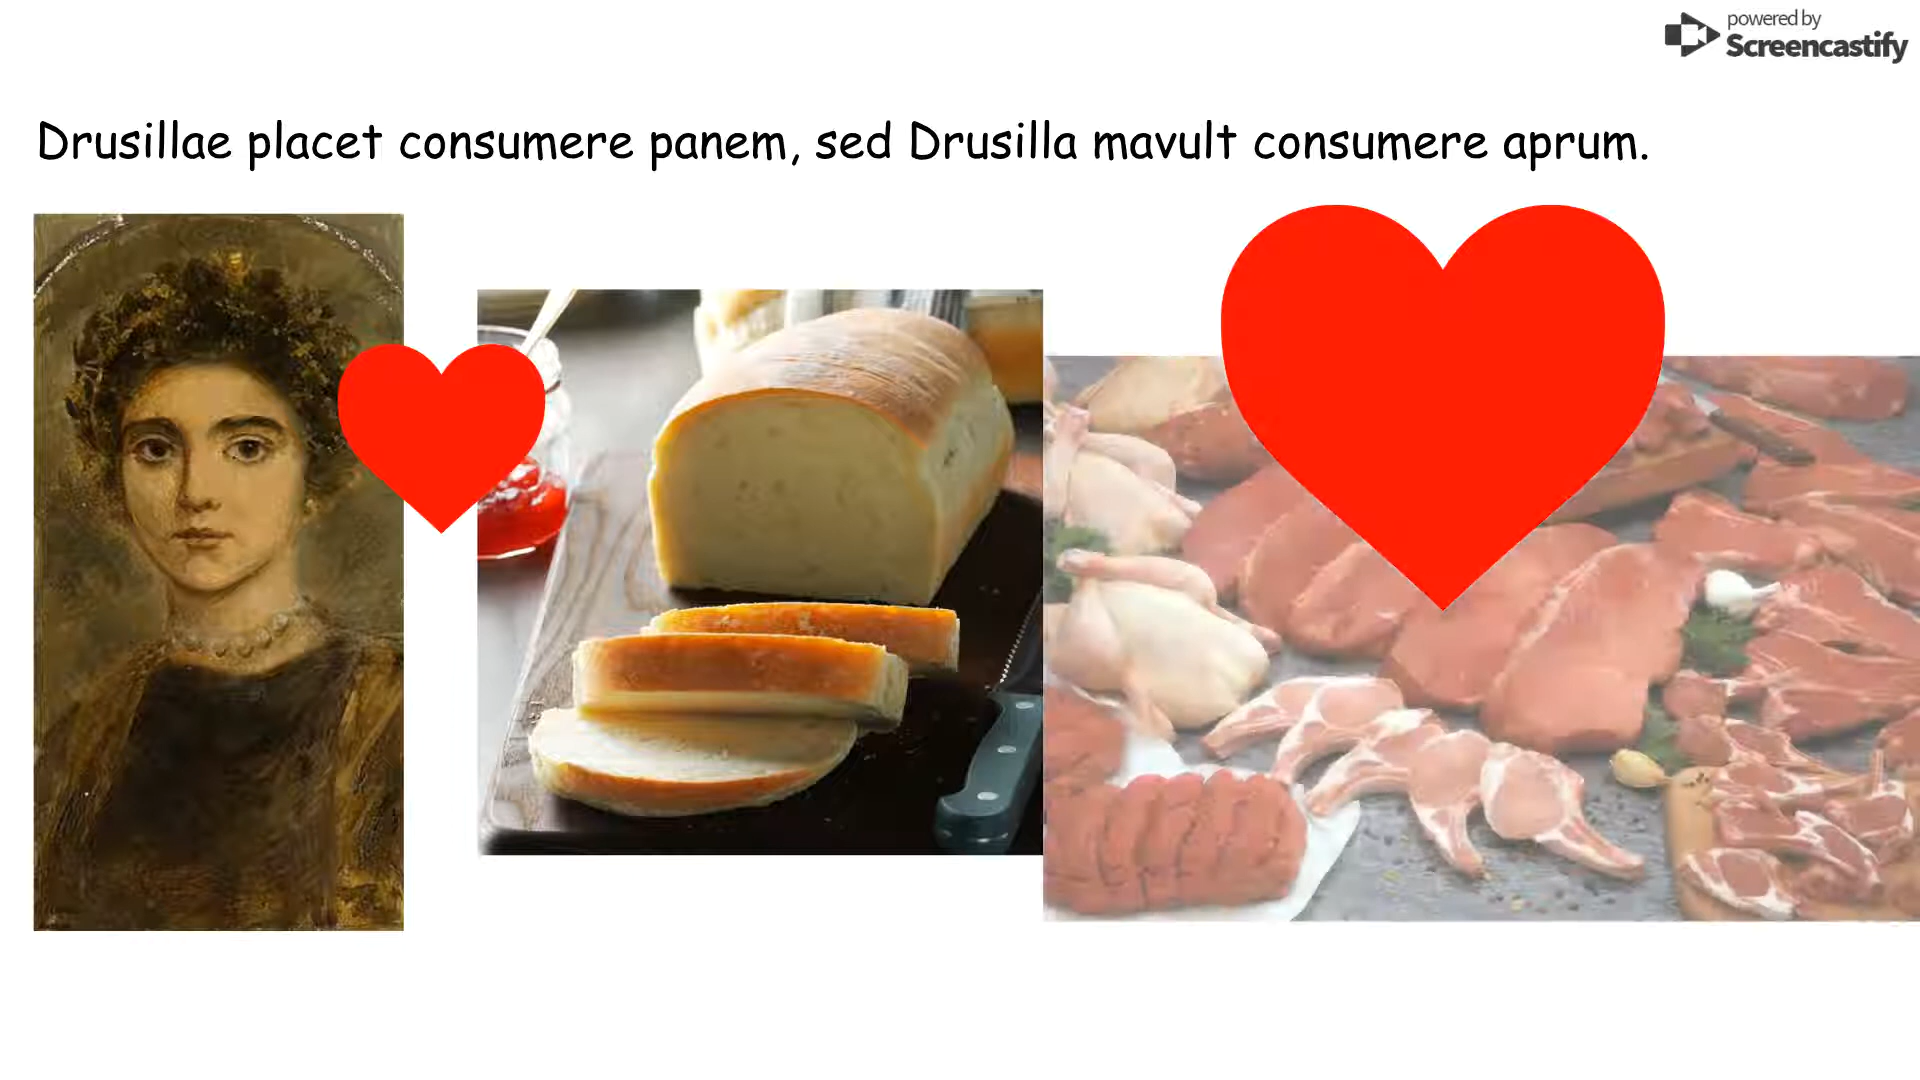 powered by
Screencastify
Drusillae placet consumere panem, sed Drusilla mavult consumere aprum.